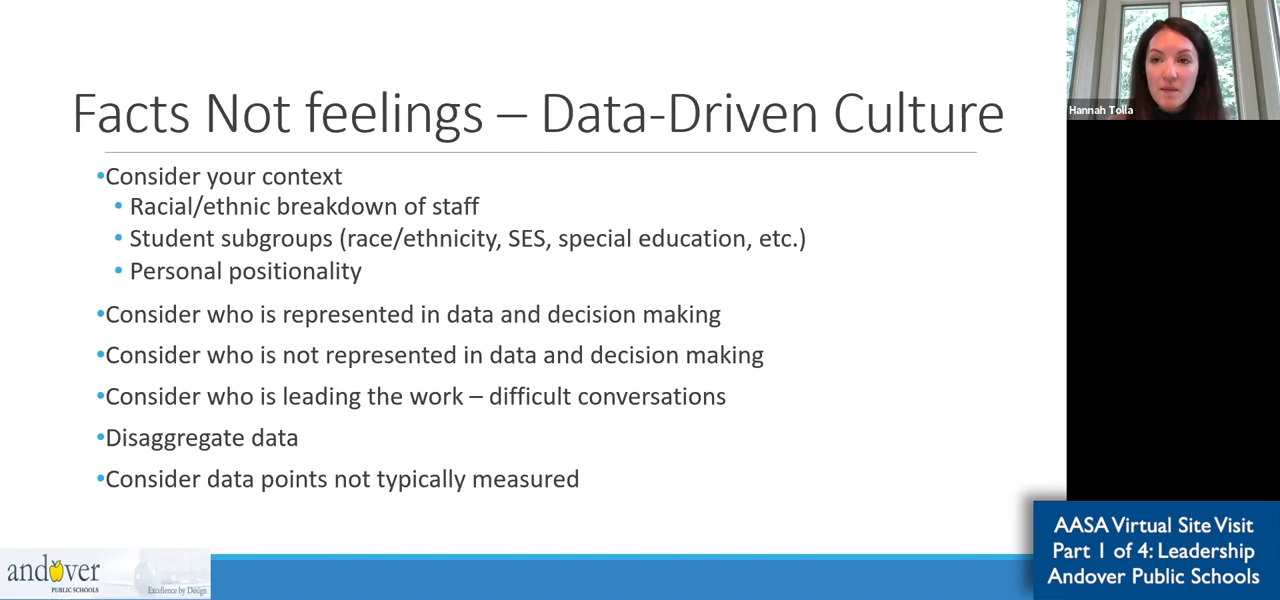 Facts Not feelings – Data-Driven Culture
•Consider your context
• Racial/ethnic breakdown of staff
• Student subgroups (race/ethnicity, SES, special education, etc.)
• Personal positionality
•Consider who is represented in data and decision making
•Consider who is not represented in data and decision making
•Consider who is leading the work – difficult conversations
•Disaggregate data
•Consider data points not typically measured
Hannah Tolla
andover
PUBLIC SCHOOLS
Excellence by Design
AASA Virtual Site Visit
Part 1 of 4: Leadership
Andover Public Schools